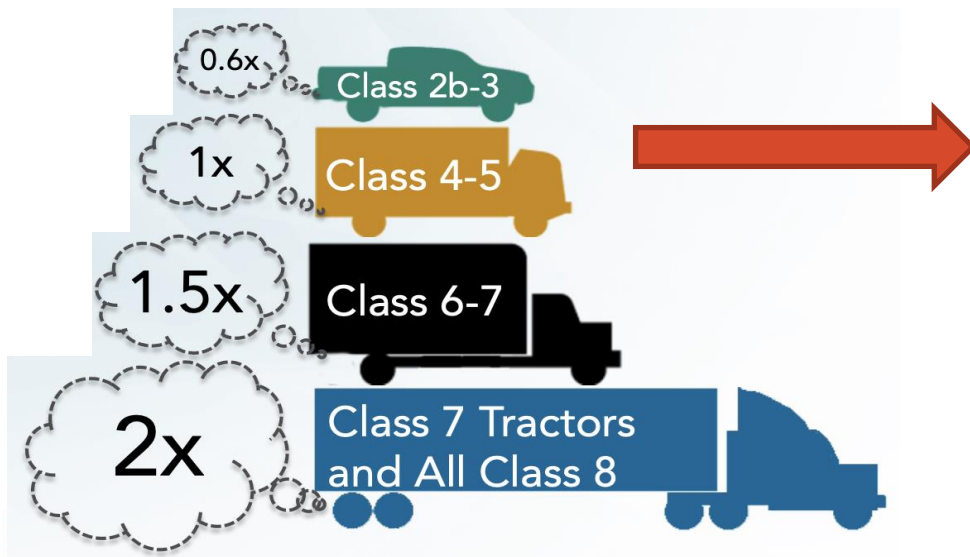 0.6x
Class 2b-3
1x
Class 4-5
1.5x
Class 6-7
2x
Class 7 Tractors
and All Class 8